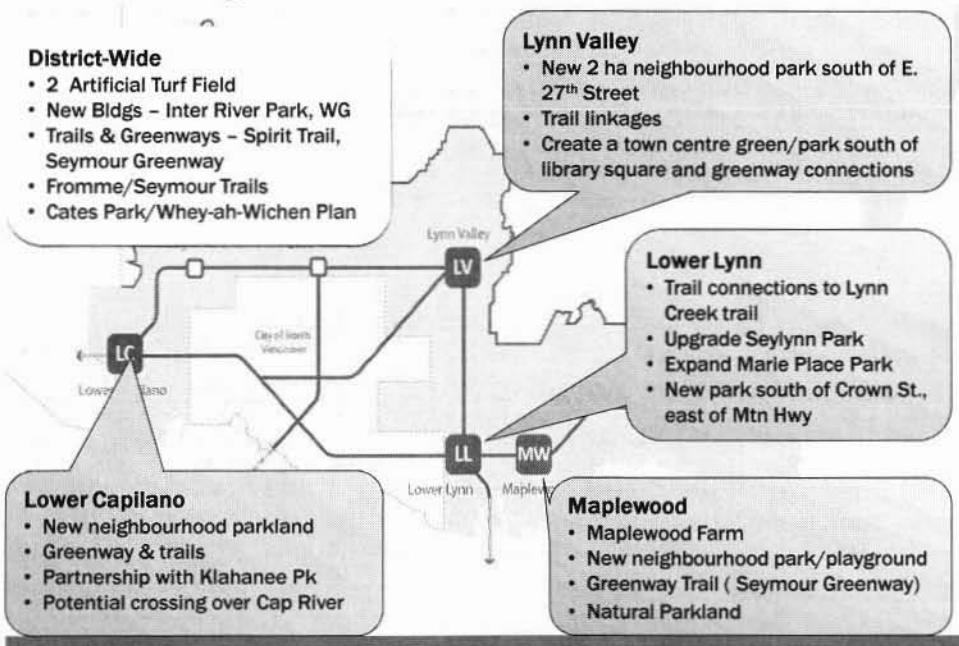 District-Wide
• 2 Artificial Turf Field
• New Bldgs – Inter River Park, WG
• Trails & Greenways – Spirit Trail,
Seymour Greenway
• Fromme/Seymour Trails
• Cates Park/Whey-ah-Wichen Plan
Lynn Valley
• New 2 ha neighbourhood park south of E.
27th Street
• Trail linkages
• Create a town centre green/park south of
library square and greenway connections
Lynn Valley
LV
Lower Lynn
• Trail connections to Lynn
Creek trail
• Upgrade Seylynn Park
• Expand Marie Place Park
• New park south of Crown St.,
east of Mtn Hwy
City of North
Vancouver
LC
LL
MW
Lower Lynn
Lower Capilano
• New neighbourhood parkland
• Greenway & trails
• Partnership with Klahanee Pk
• Potential crossing over Cap River
Maplewood
• Maplewood Farm
• New neighbourhood park/playground
• Greenway Trail ( Seymour Greenway)
• Natural Parkland